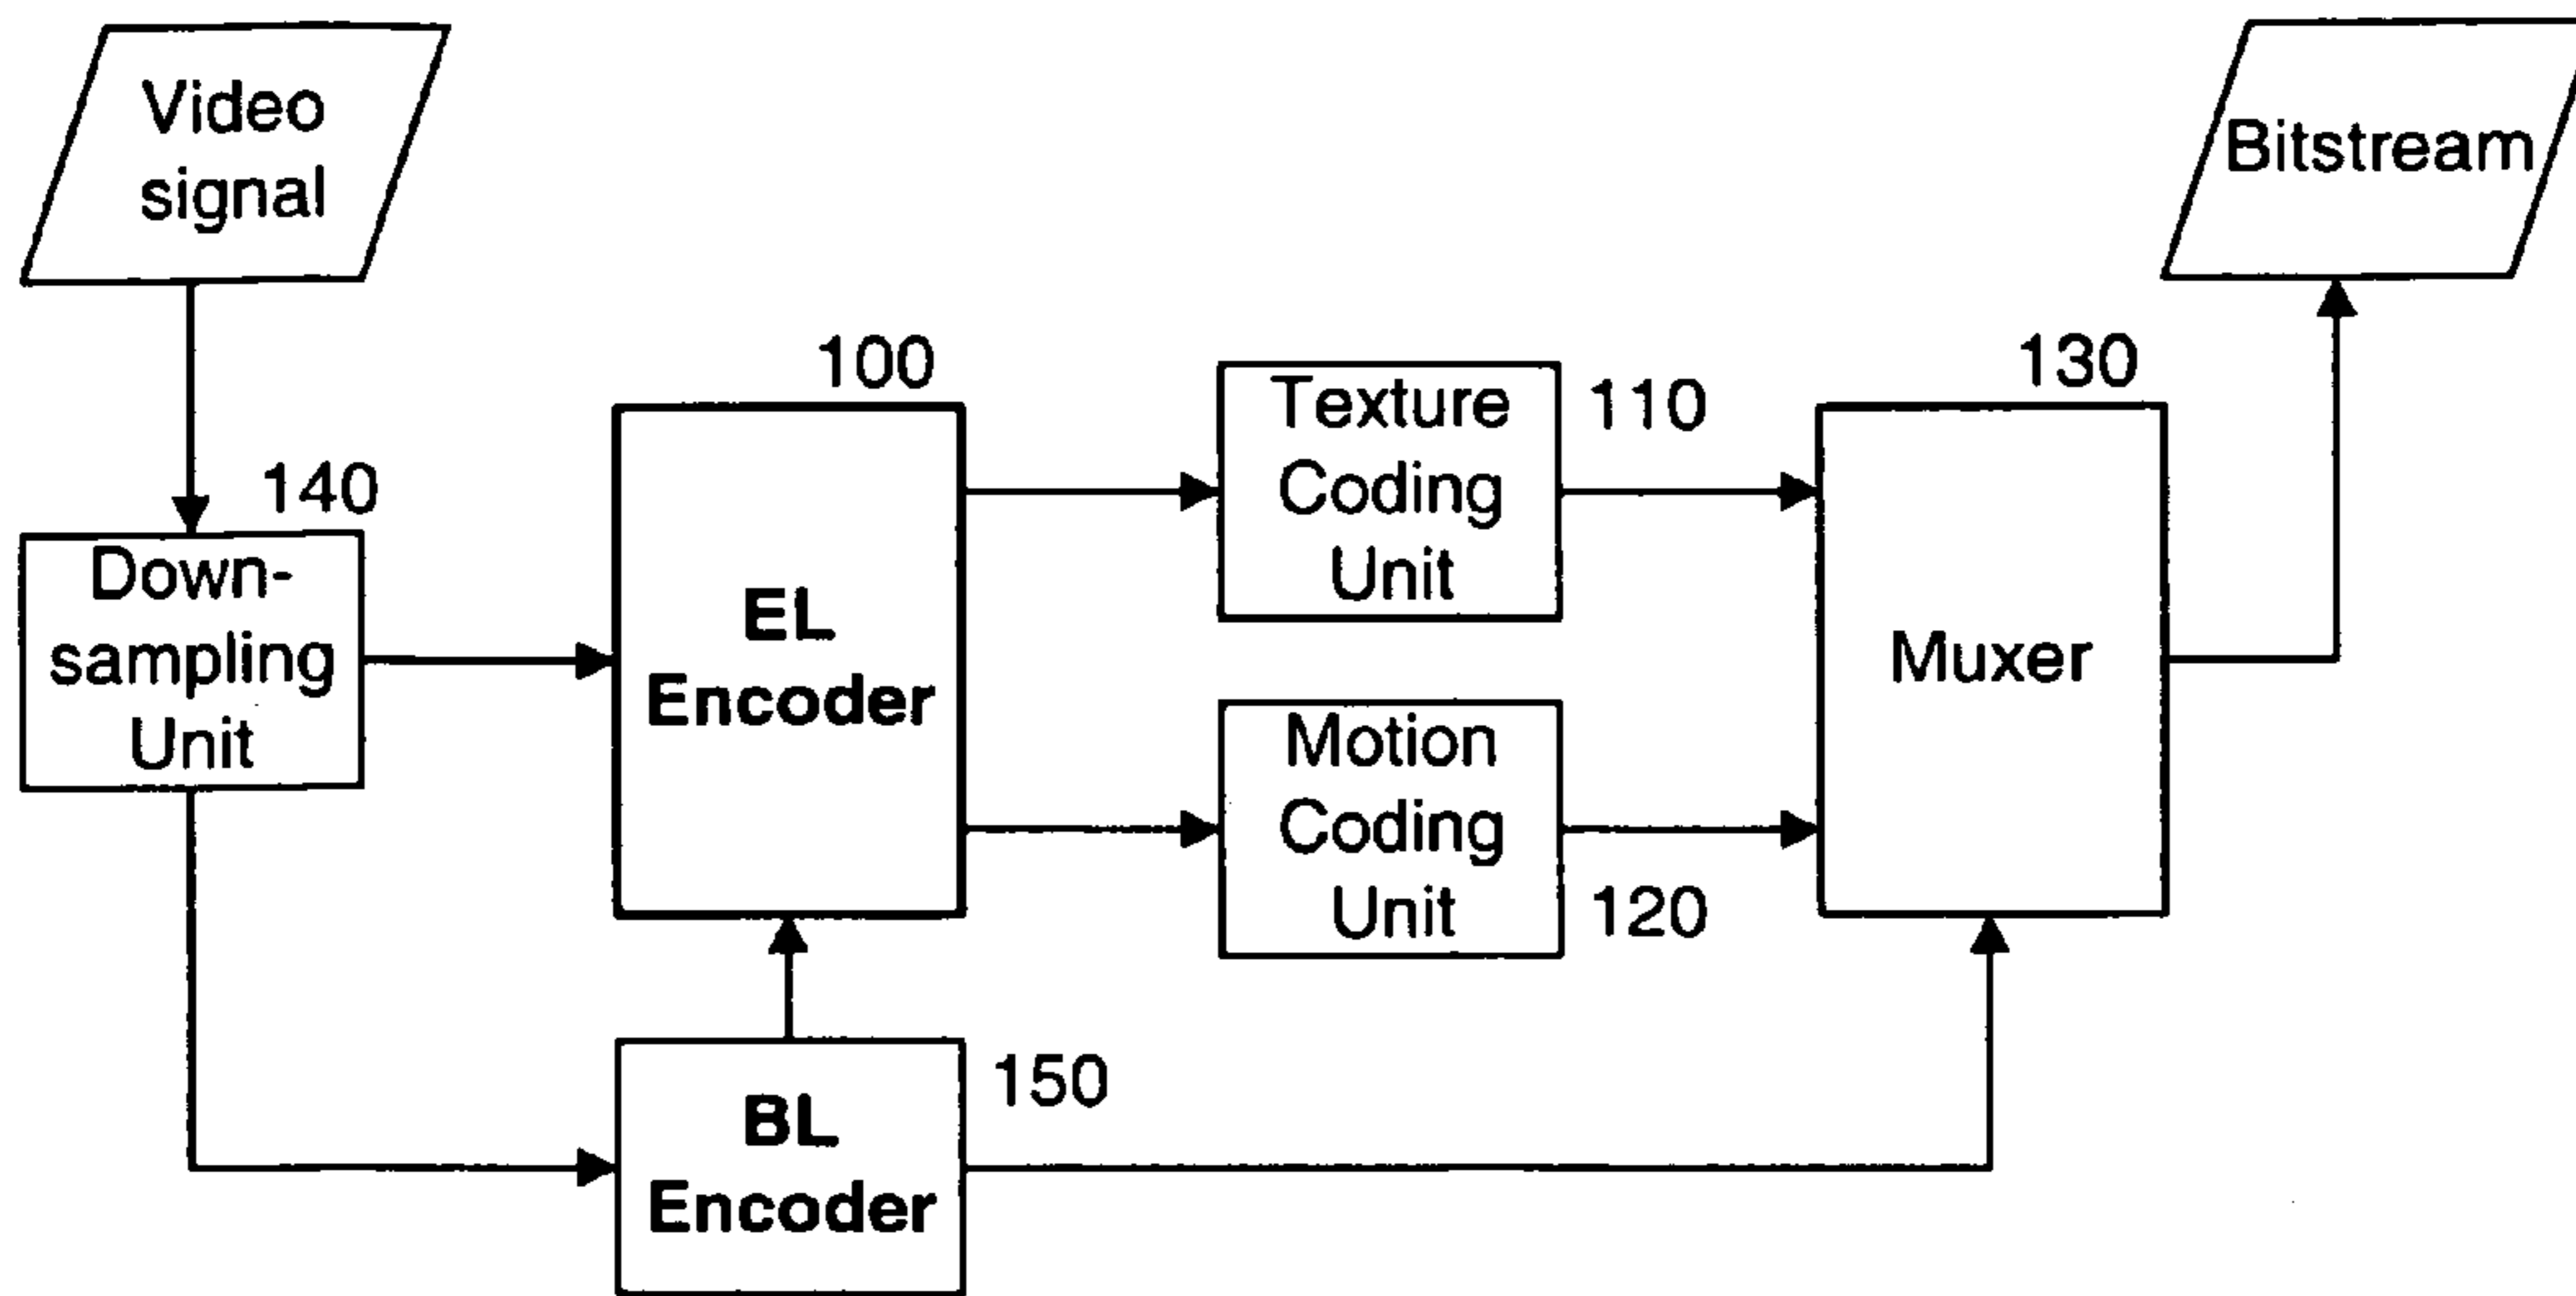 Video
signal
Bitstream
100
Texture
Coding
Unit
110
130
140
Down-
sampling
Unit
EL
Encoder
Muxer
Motion
Coding
Unit
120
BL
Encoder
150